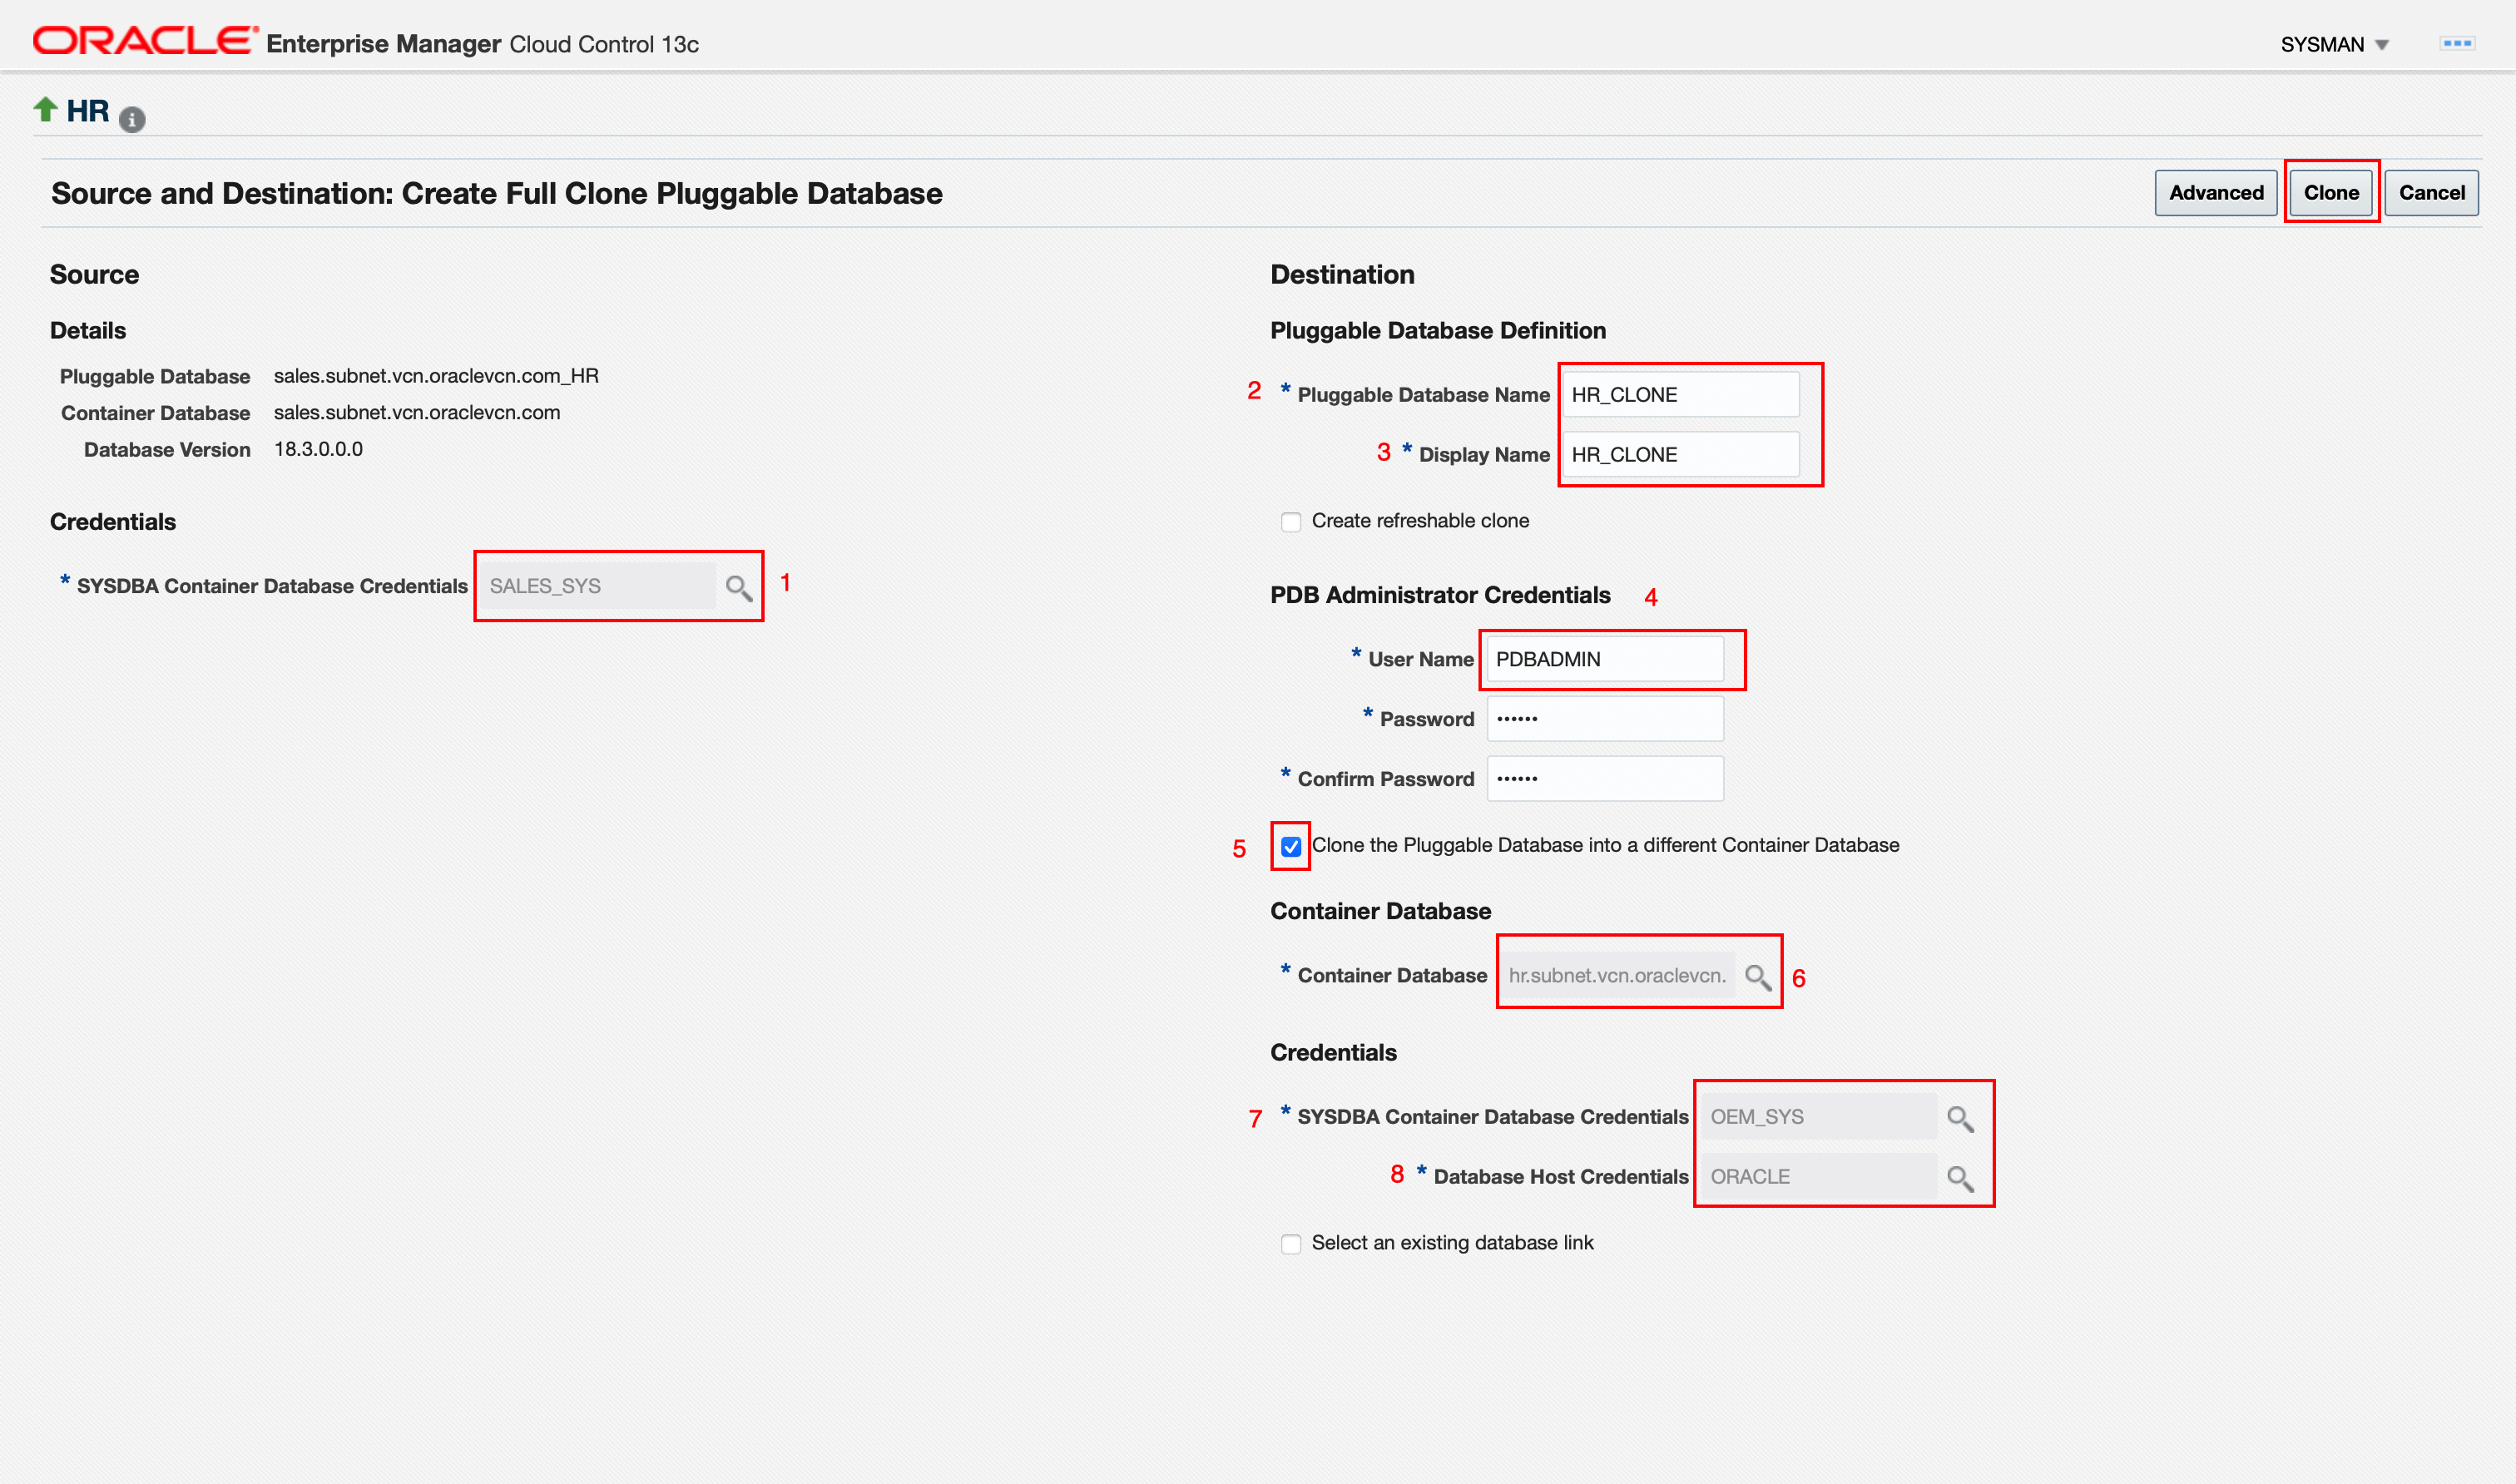 ORACLE® Enterprise Manager Cloud Control 13c
SYSMAN
HR
Source and Destination: Create Full Clone Pluggable Database
Advanced
Clone
Cancel
Source
Details
Pluggable Database sales.subnet.vcn.oraclevcn.com_HR
Container Database sales.subnet.vcn.oraclevcn.com
Database Version 18.3.0.0.0
Credentials
* SYSDBA Container Database Credentials SALES_SYS 1
Destination
Pluggable Database Definition
2 * Pluggable Database Name HR_CLONE
3 * Display Name HR_CLONE
Create refreshable clone
PDB Administrator Credentials 4
* User Name PDBADMIN
* Password ••••••
* Confirm Password ••••••
5 Clone the Pluggable Database into a different Container Database
Container Database
* Container Database hr.subnet.vcn.oraclevcn. 6
Credentials
7 * SYSDBA Container Database Credentials OEM_SYS
8 * Database Host Credentials ORACLE
Select an existing database link